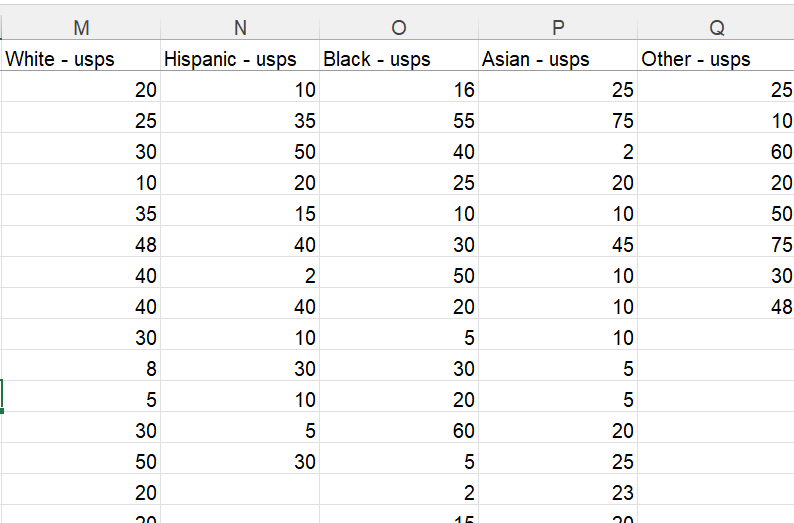 M N O P Q
White - usps Hispanic - usps Black - usps Asian - usps Other - usps
20 10 16 25 25
25 35 55 75 10
30 50 40 2 60
10 20 25 20 20
35 15 10 10 50
48 40 30 45 75
40 2 50 10 30
40 40 20 10 48
30 10 5 10
8 30 30 5
5 10 20 5
30 5 60 20
50 30 5 25
20 2 23
20 15 20